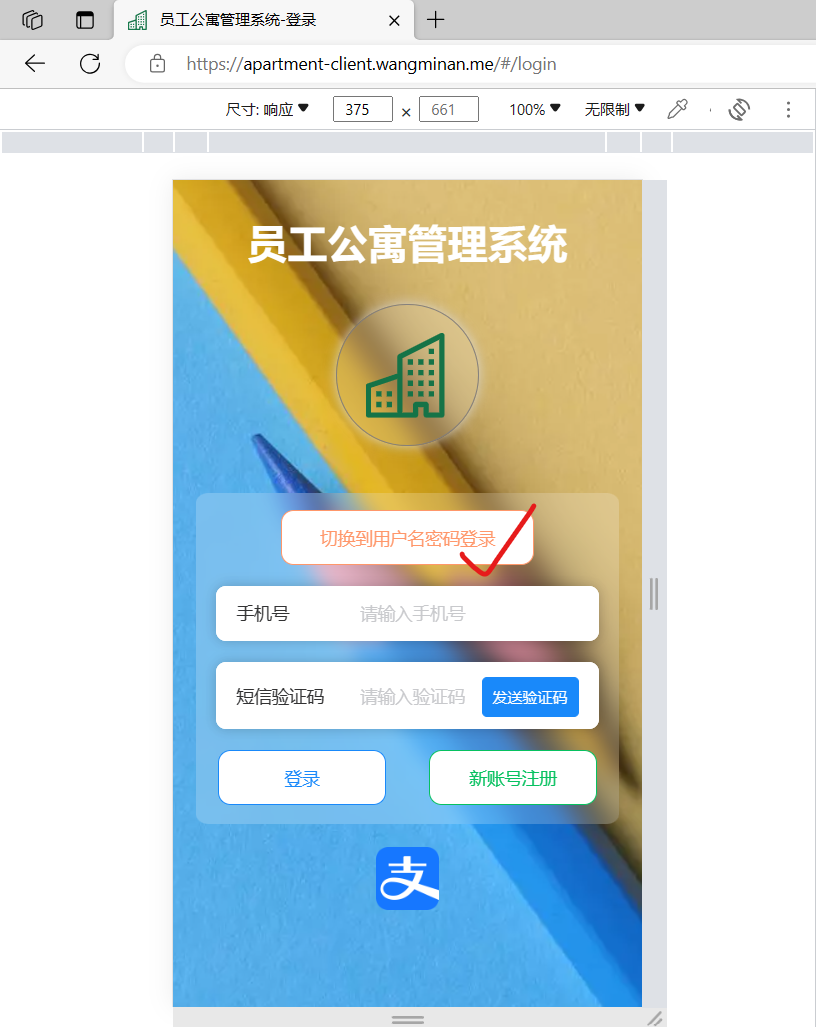 员工公寓管理系统-登录
https://apartment-client.wangminan.me/#/login
尺寸: 响应 375 × 661 100% 无限制
员工公寓管理系统
切换到用户名密码登录
手机号 请输入手机号
短信验证码 请输入验证码 发送验证码
登录 新账号注册
支